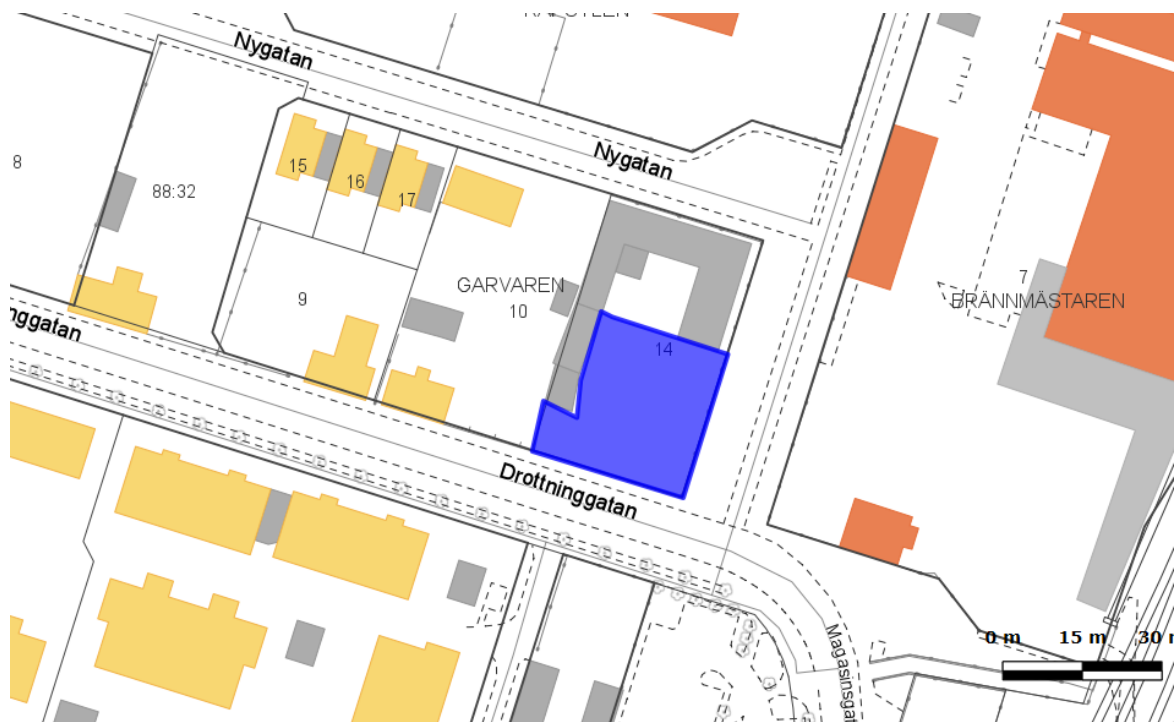 Nygatan
8
88:32
15
16
17
Nygatan
9
GARVAREN
10
14
7
BRÄNNMÄSTAREN
Drottninggatan
0 m 15 m